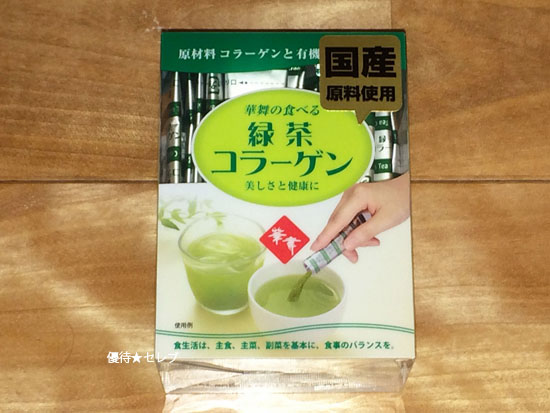 原材料 コラーゲンと有機
国産
原料使用
華舞の食べる
緑茶
コラーゲン
美しさと健康に
Tea
華舞
使用例
食生活は、主食、主菜、副菜を基本に、食事のバランスを。
優待★セレブ